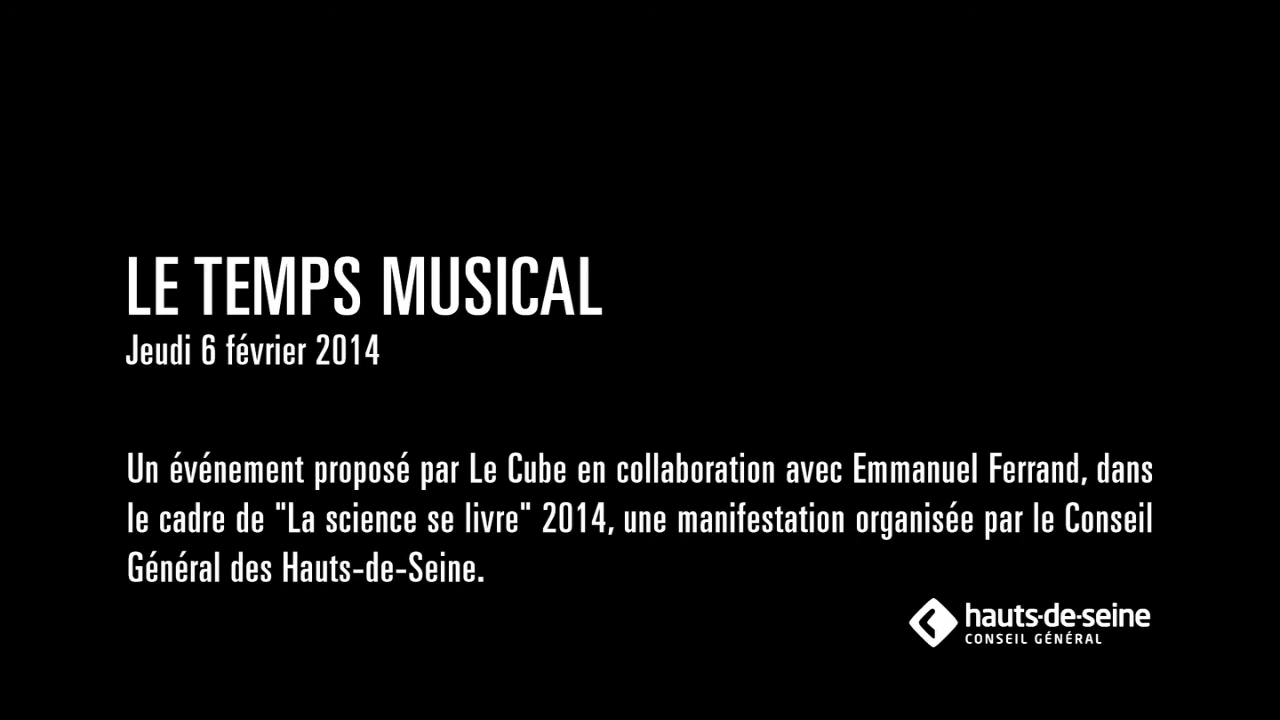 LE TEMPS MUSICAL
Jeudi 6 février 2014
Un événement proposé par Le Cube en collaboration avec Emmanuel Ferrand, dans
le cadre de "La science se livre" 2014, une manifestation organisée par le Conseil
Général des Hauts-de-Seine.
hauts-de-seine
CONSEIL GÉNÉRAL